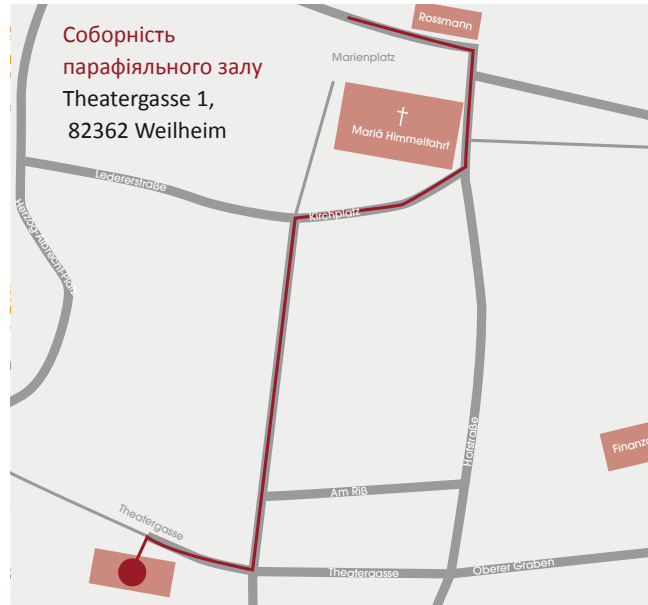 Соборність
парафіяльного залу
Theatergasse 1,
82362 Weilheim
Rossmann
Marienplatz
Mariä Himmelfahrt
Ledererstraße
Kirchplatz
Herzog-Albrecht-Platz
Hofstraße
Finanza
Am Riß
Theatergasse
Theatergasse
Oberer Graben